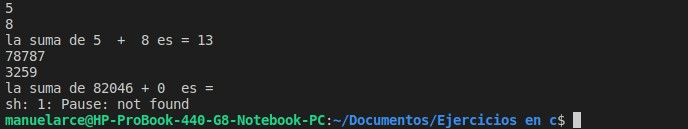 5
8
la suma de 5  +  8 es = 13
78787
3259
la suma de 82046 + 0  es =
sh: 1: Pause: not found
manuelarce@HP-ProBook-440-G8-Notebook-PC:~/Documentos/Ejercicios en c$